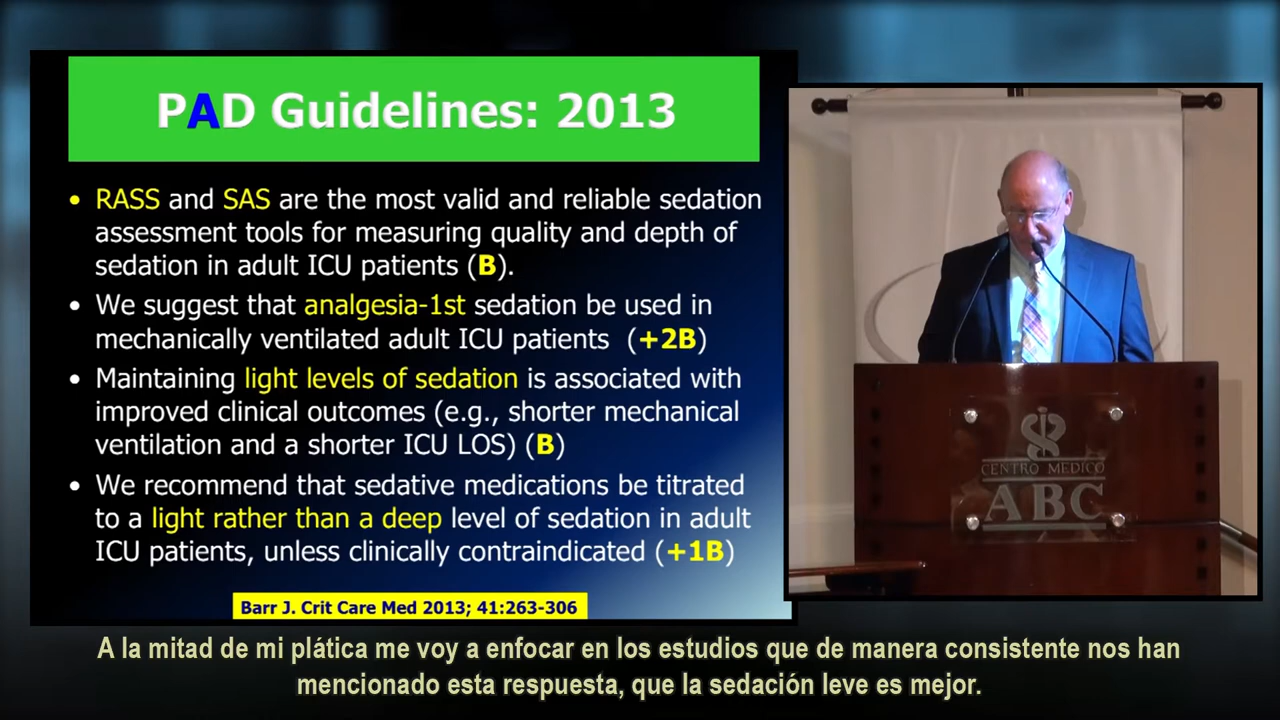 PAD Guidelines: 2013
• RASS and SAS are the most valid and reliable sedation
assessment tools for measuring quality and depth of
sedation in adult ICU patients (B).
• We suggest that analgesia-1st sedation be used in
mechanically ventilated adult ICU patients (+2B)
• Maintaining light levels of sedation is associated with
improved clinical outcomes (e.g., shorter mechanical
ventilation and a shorter ICU LOS) (B)
• We recommend that sedative medications be titrated
to a light rather than a deep level of sedation in adult
ICU patients, unless clinically contraindicated (+1B)
Barr J. Crit Care Med 2013; 41:263-306
CENTRO MEDICO
ABC
A la mitad de mi plática me voy a enfocar en los estudios que de manera consistente nos han
mencionado esta respuesta, que la sedación leve es mejor.